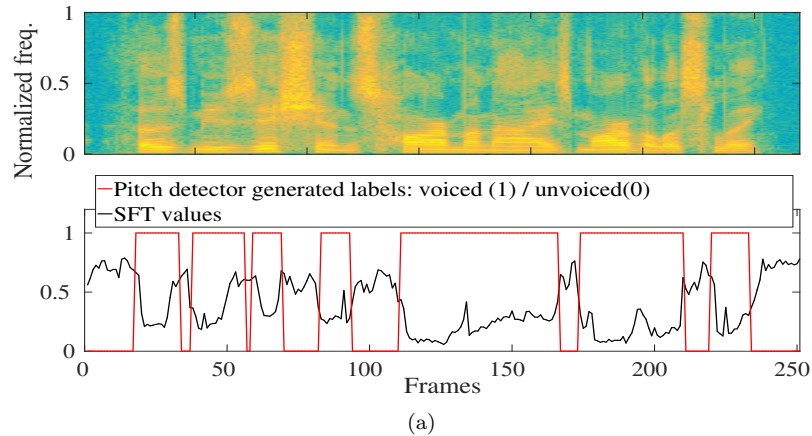 Normalized freq.
1
0.5
0
Pitch detector generated labels: voiced (1) / unvoiced(0)
SFT values
1
0.5
0
0 50 100 150 200 250
Frames
(a)